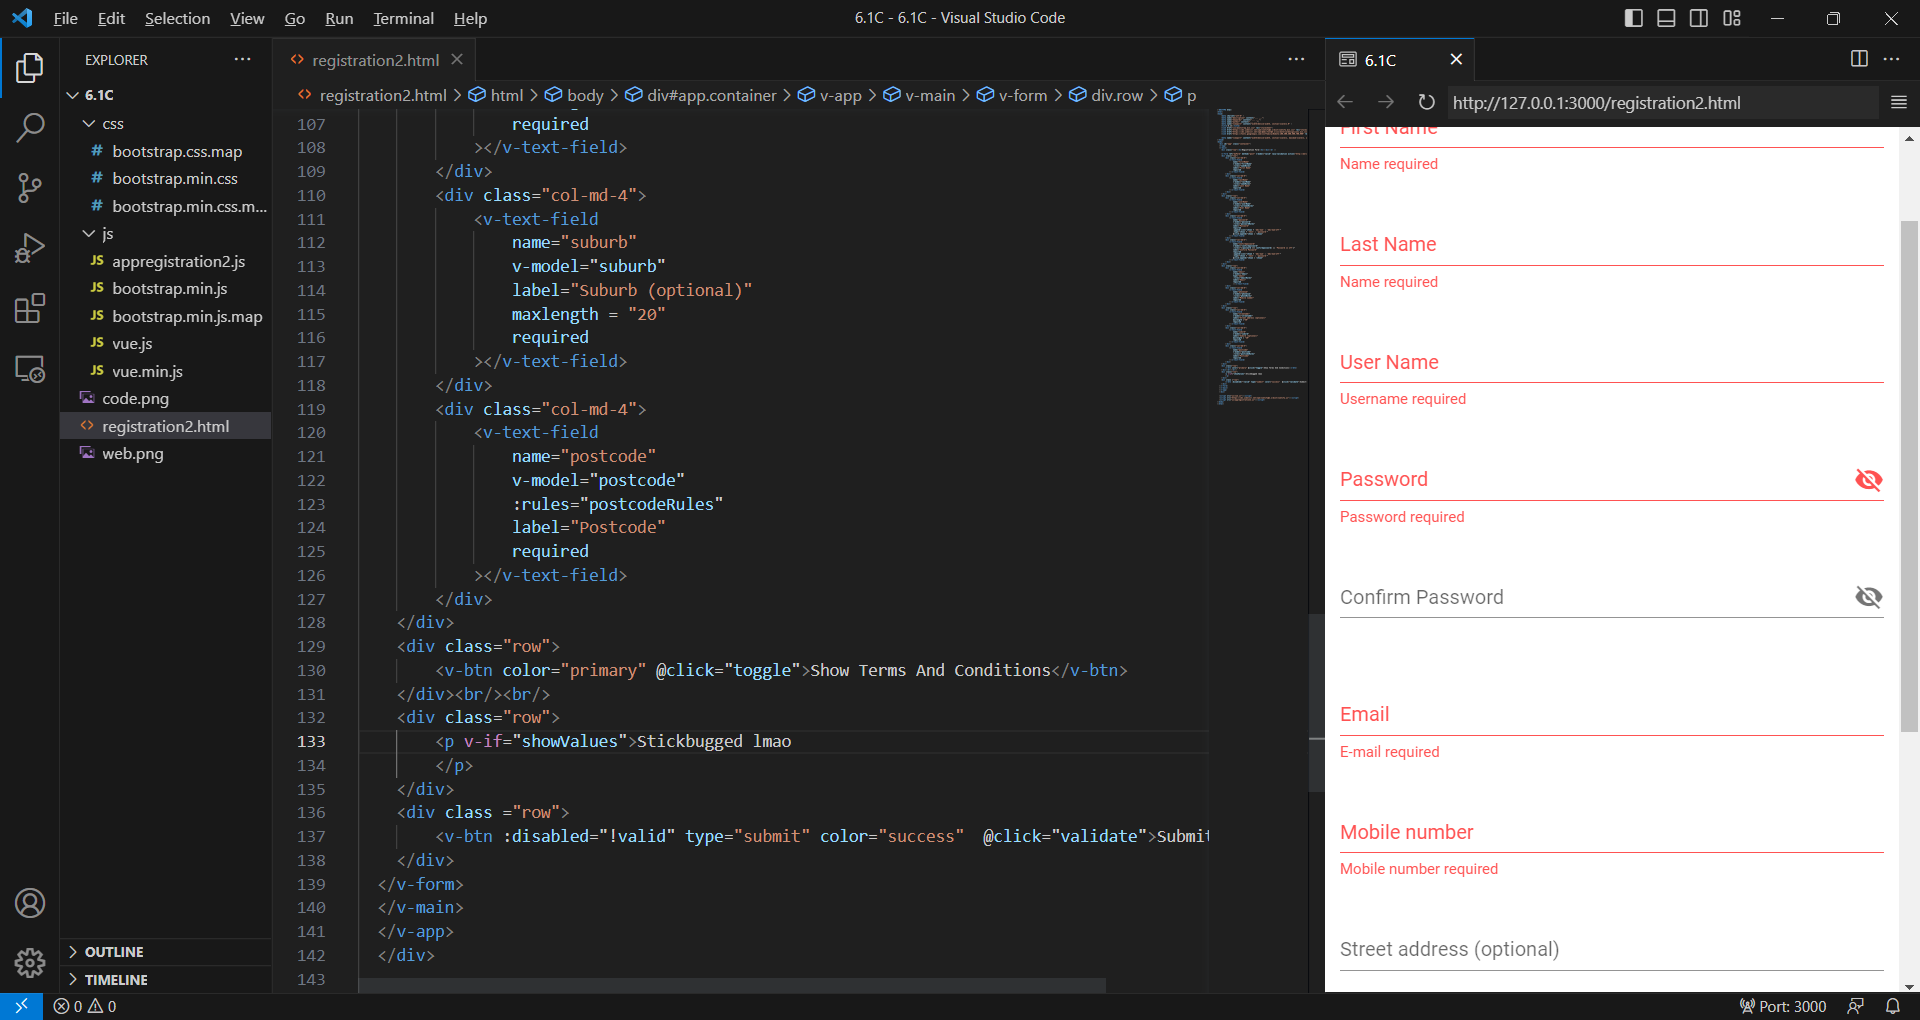 File Edit Selection View Go Run Terminal Help
6.1C - 6.1C - Visual Studio Code
EXPLORER
6.1C
css
# bootstrap.css.map
# bootstrap.min.css
# bootstrap.min.css.m...
js
JS appregistration2.js
JS bootstrap.min.js
JS bootstrap.min.js.map
JS vue.js
JS vue.min.js
code.png
<> registration2.html
web.png
OUTLINE
TIMELINE
<> registration2.html
<> registration2.html > html > body > div#app.container > v-app > v-main > v-form > div.row > p
107 required
108 ></v-text-field>
109 </div>
110 <div class="col-md-4">
111 <v-text-field
112 name="suburb"
113 v-model="suburb"
114 label="Suburb (optional)"
115 maxlength = "20"
116 required
117 ></v-text-field>
118 </div>
119 <div class="col-md-4">
120 <v-text-field
121 name="postcode"
122 v-model="postcode"
123 :rules="postcodeRules"
124 label="Postcode"
125 required
126 ></v-text-field>
127 </div>
128 </div>
129 <div class="row">
130 <v-btn color="primary" @click="toggle">Show Terms And Conditions</v-btn>
131 </div><br/><br/>
132 <div class="row">
133 <p v-if="showValues">Stickbugged lmao
134 </p>
135 </div>
136 <div class ="row">
137 <v-btn :disabled="!valid" type="submit" color="success"  @click="validate">Submit
138 </div>
139 </v-form>
140 </v-main>
141 </v-app>
142 </div>
143
6.1C
http://127.0.0.1:3000/registration2.html
First Name
Name required
Last Name
Name required
User Name
Username required
Password
Password required
Confirm Password
Email
E-mail required
Mobile number
Mobile number required
Street address (optional)
0 0
Port: 3000